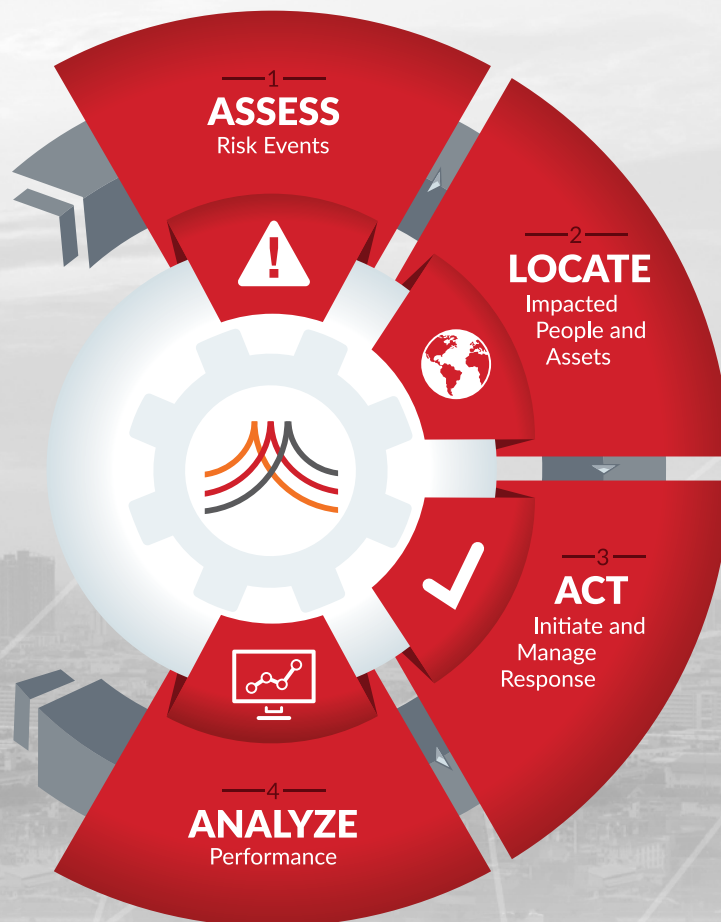 1
ASSESS
Risk Events
2
LOCATE
Impacted
People and
Assets
3
ACT
Initiate and
Manage
Response
4
ANALYZE
Performance